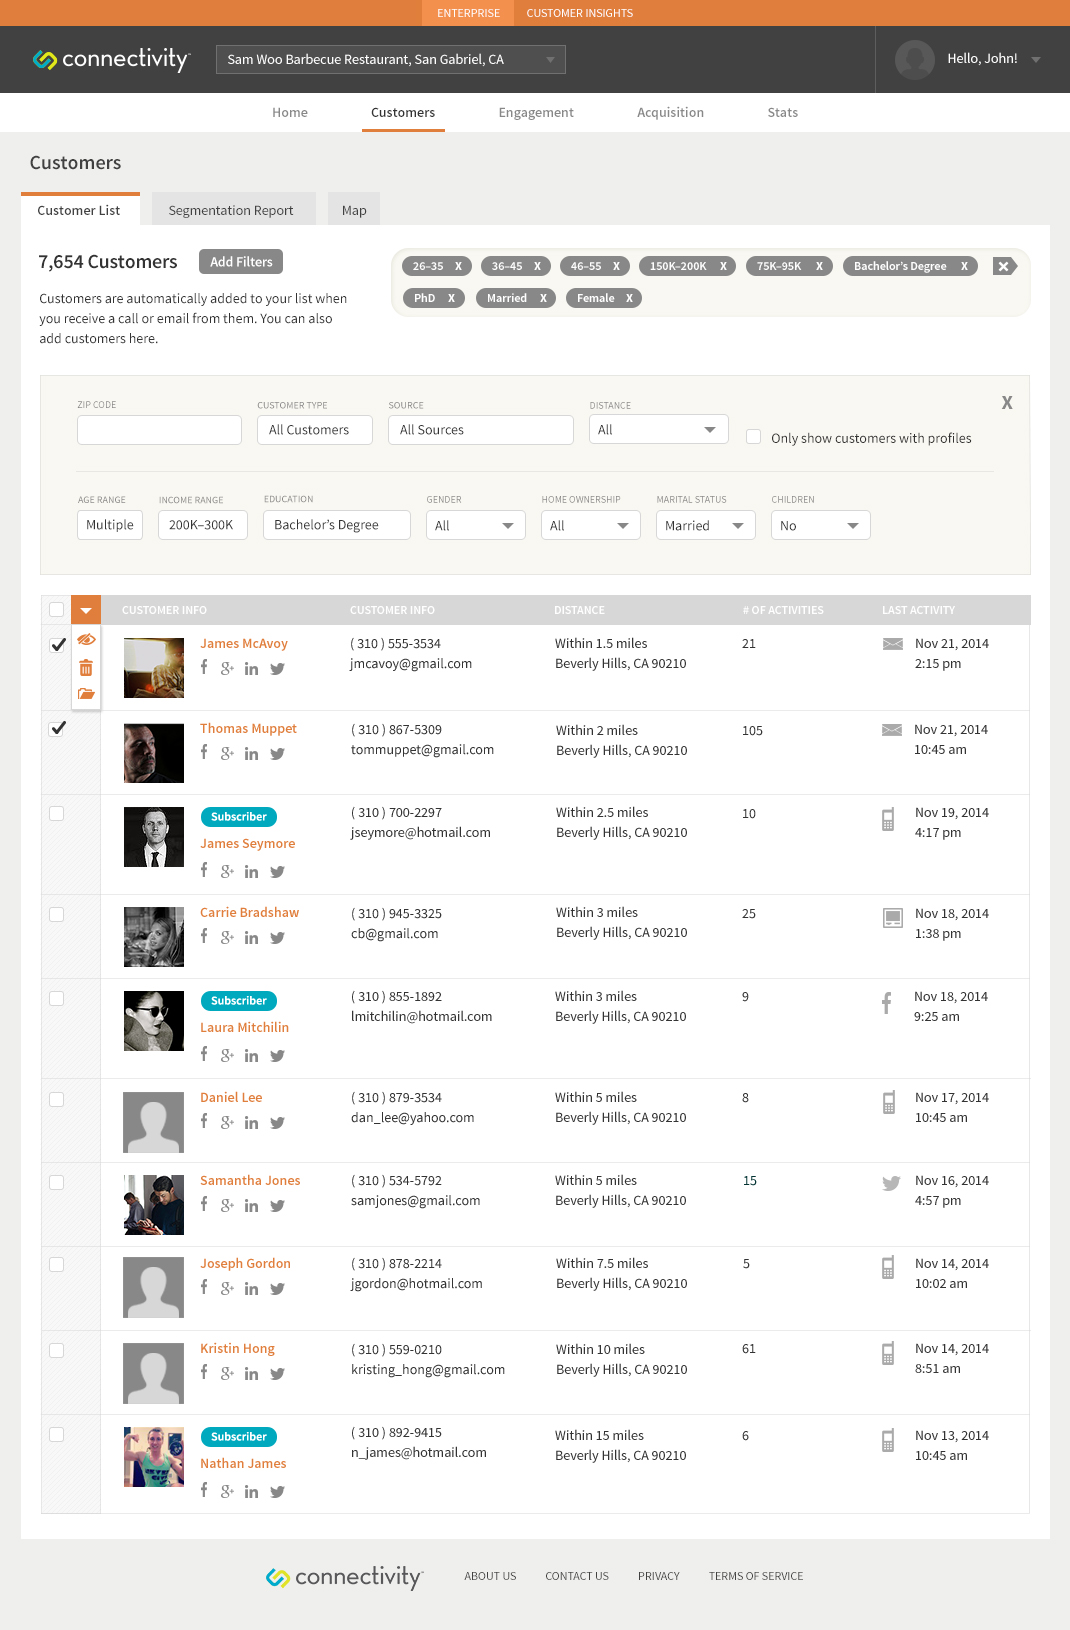 ENTERPRISE CUSTOMER INSIGHTS
connectivity
Sam Woo Barbecue Restaurant, San Gabriel, CA
Hello, John!
Home Customers Engagement Acquisition Stats
Customers
Customer List Segmentation Report Map
7,654 Customers Add Filters
Customers are automatically added to your list when
you receive a call or email from them. You can also
add customers here.
26–35 X 36–45 X 46–55 X 150K–200K X 75K–95K X Bachelor's Degree X
PhD X Married X Female X
X
ZIP CODE CUSTOMER TYPE SOURCE DISTANCE
All Customers All Sources All Only show customers with profiles
AGE RANGE INCOME RANGE EDUCATION GENDER HOME OWNERSHIP MARITAL STATUS CHILDREN
Multiple 200K–300K Bachelor's Degree All All Married No
CUSTOMER INFO CUSTOMER INFO DISTANCE # OF ACTIVITIES LAST ACTIVITY
James McAvoy ( 310 ) 555-3534 Within 1.5 miles 21 Nov 21, 2014
jmcavoy@gmail.com Beverly Hills, CA 90210 2:15 pm
Thomas Muppet ( 310 ) 867-5309 Within 2 miles 105 Nov 21, 2014
tommuppet@gmail.com Beverly Hills, CA 90210 10:45 am
Subscriber ( 310 ) 700-2297 Within 2.5 miles 10 Nov 19, 2014
James Seymore jseymore@hotmail.com Beverly Hills, CA 90210 4:17 pm
Carrie Bradshaw ( 310 ) 945-3325 Within 3 miles 25 Nov 18, 2014
cb@gmail.com Beverly Hills, CA 90210 1:38 pm
Subscriber ( 310 ) 855-1892 Within 3 miles 9 Nov 18, 2014
Laura Mitchilin lmitchilin@hotmail.com Beverly Hills, CA 90210 9:25 am
Daniel Lee ( 310 ) 879-3534 Within 5 miles 8 Nov 17, 2014
dan_lee@yahoo.com Beverly Hills, CA 90210 10:45 am
Samantha Jones ( 310 ) 534-5792 Within 5 miles 15 Nov 16, 2014
samjones@gmail.com Beverly Hills, CA 90210 4:57 pm
Joseph Gordon ( 310 ) 878-2214 Within 7.5 miles 5 Nov 14, 2014
jgordon@hotmail.com Beverly Hills, CA 90210 10:02 am
Kristin Hong ( 310 ) 559-0210 Within 10 miles 61 Nov 14, 2014
kristing_hong@gmail.com Beverly Hills, CA 90210 8:51 am
Subscriber ( 310 ) 892-9415 Within 15 miles 6 Nov 13, 2014
Nathan James n_james@hotmail.com Beverly Hills, CA 90210 10:45 am
connectivity ABOUT US CONTACT US PRIVACY TERMS OF SERVICE